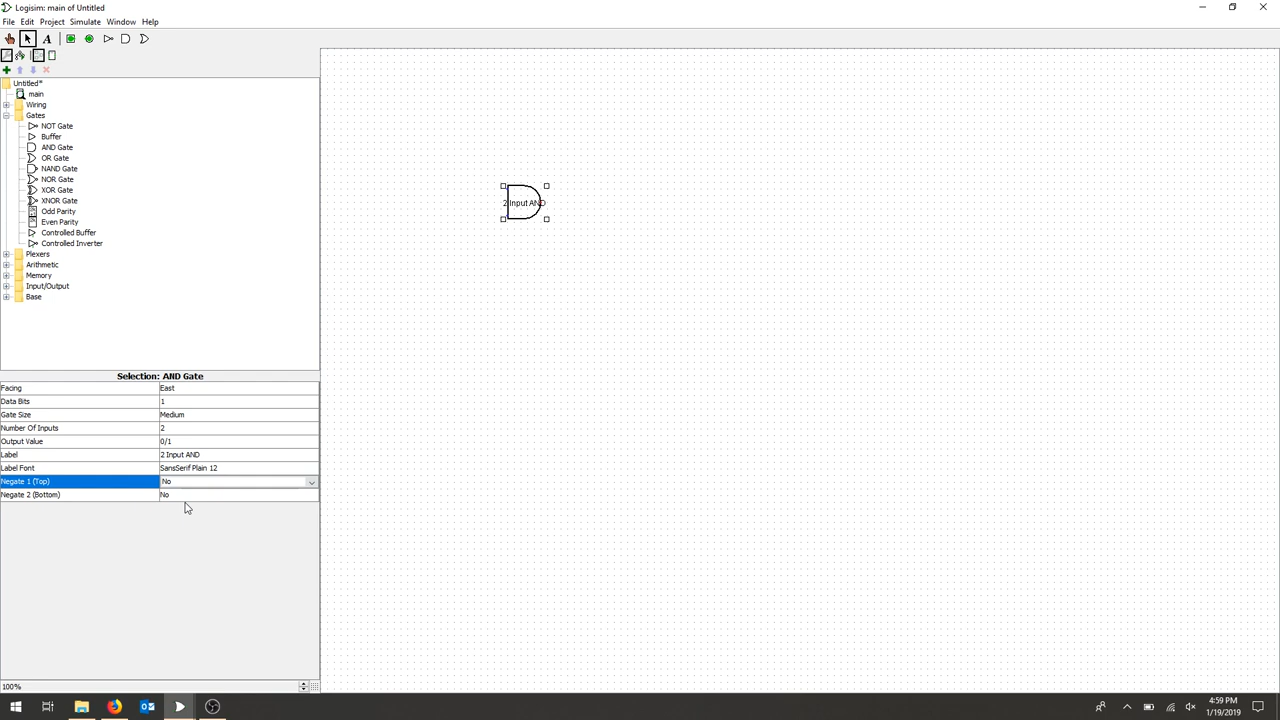 Logisim: main of Untitled
File Edit Project Simulate Window Help
A
Untitled*
main
Wiring
Gates
NOT Gate
Buffer
AND Gate
OR Gate
NAND Gate
NOR Gate
XOR Gate
XNOR Gate
Odd Parity
Even Parity
Controlled Buffer
Controlled Inverter
Plexers
Arithmetic
Memory
Input/Output
Base
2 Input AND
Selection: AND Gate
Facing East
Data Bits 1
Gate Size Medium
Number Of Inputs 2
Output Value 0/1
Label 2 Input AND
Label Font SansSerif Plain 12
Negate 1 (Top) No
Negate 2 (Bottom) No
100%
4:59 PM
1/19/2019